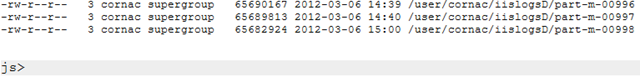 -rw-r--r--   3 cornac supergroup   65690167 2012-03-06 14:39 /user/cornac/iislogsD/part-m-00996
-rw-r--r--   3 cornac supergroup   65689813 2012-03-06 14:40 /user/cornac/iislogsD/part-m-00997
-rw-r--r--   3 cornac supergroup   65682924 2012-03-06 15:00 /user/cornac/iislogsD/part-m-00998
js>